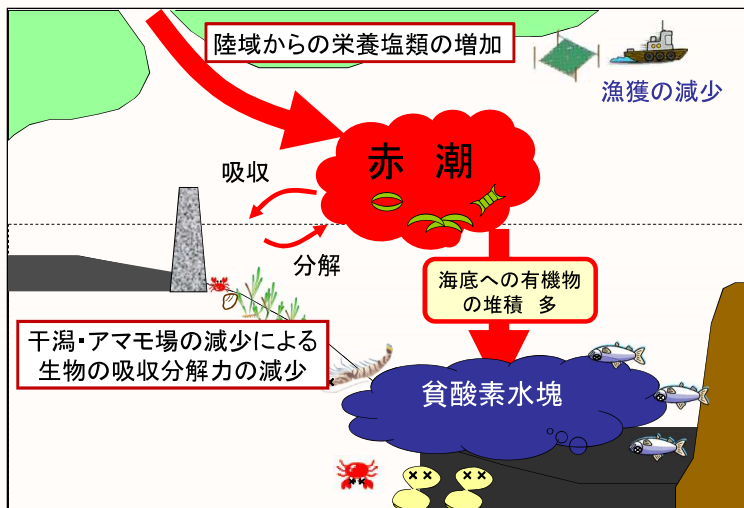 陸域からの栄養塩類の増加
漁獲の減少
赤 潮
吸収
分解
海底への有機物
の堆積 多
干潟・アマモ場の減少による
生物の吸収分解力の減少
貧酸素水塊